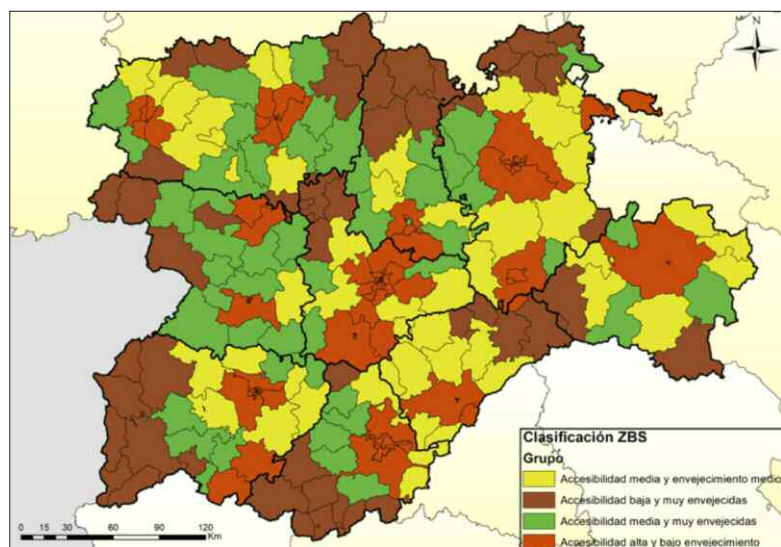 N
Clasificación ZBS
Grupo
Accesibilidad media y envejecimiento medio
Accesibilidad baja y muy envejecidas
Accesibilidad media y muy envejecidas
Accesibilidad alta y bajo envejecimiento
0 15 30 60 90 120
Km